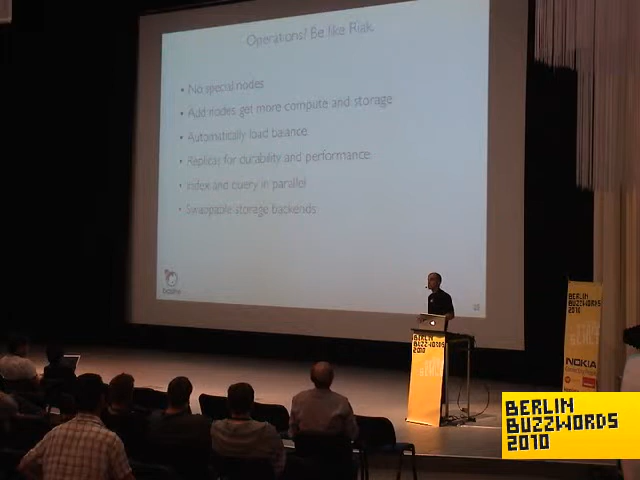 Operations? Be like Riak.
• No special nodes
• Add nodes, get more compute and storage
• Automatically load balance
• Replicas for durability and performance
• Index and query in parallel
• Swappable storage backends
BERLIN
BUZZWORDS
2010
BERLIN
BUZZWORDS
2010
NOKIA
BERLIN
BUZZWORDS
2010